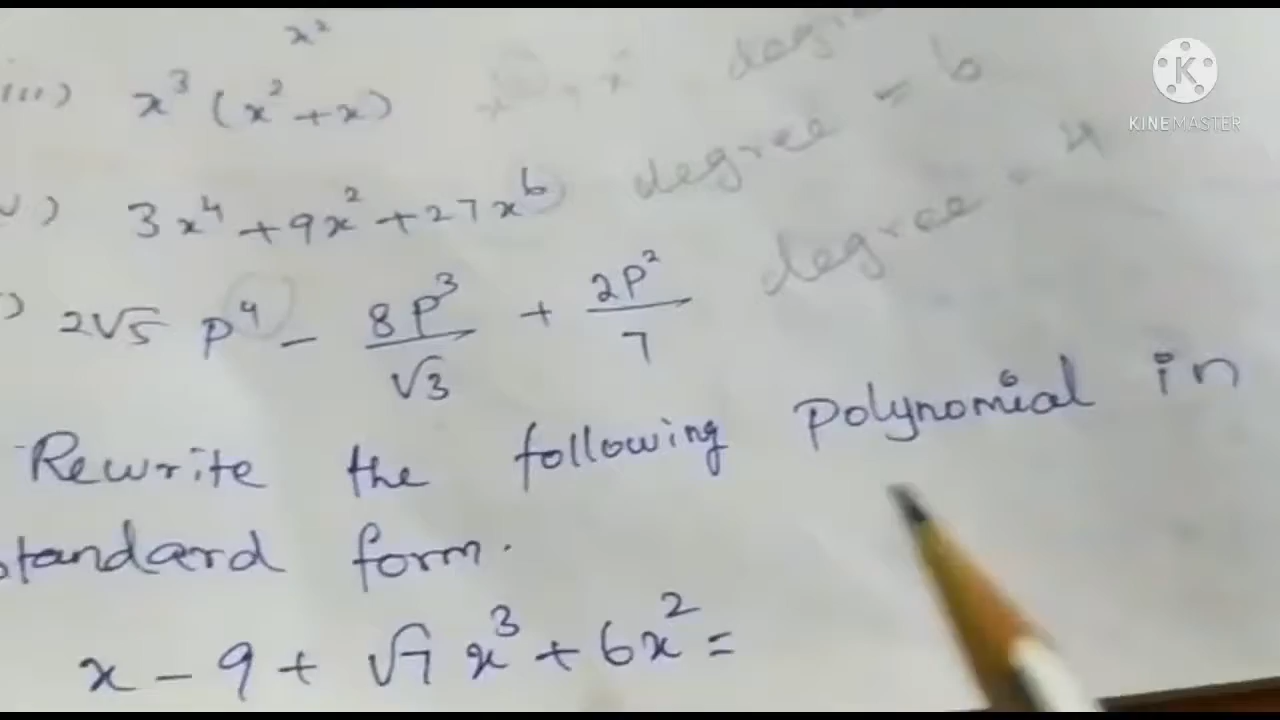 x²
iii) x³ (x² + x) degree
v) 3x⁴ + 9x² + 27x⁶ degree = 6
) 2√5 p⁴ - 8p³/√3 + 2p²/7 degree = 4
Rewrite the following polynomial in
standard form.
x - 9 + √7 x³ + 6x² =
K
KINEMASTER